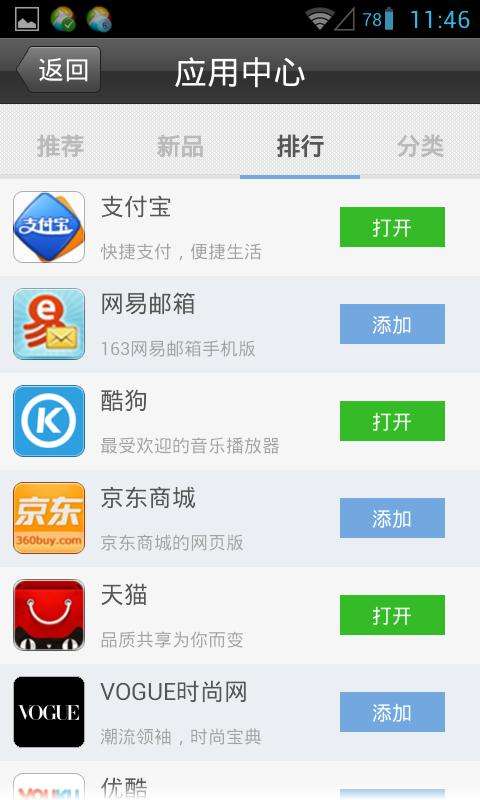 78 11:46
返回
应用中心
推荐 新品 排行 分类
支付宝
支付宝
快捷支付，便捷生活
打开
网易邮箱
163网易邮箱手机版
添加
K
酷狗
最受欢迎的音乐播放器
打开
京东
360buy.com
京东商城
京东商城的网页版
添加
天猫
品质共享为你而变
打开
VOGUE
VOGUE时尚网
潮流领袖，时尚宝典
添加
YOUKU
优酷